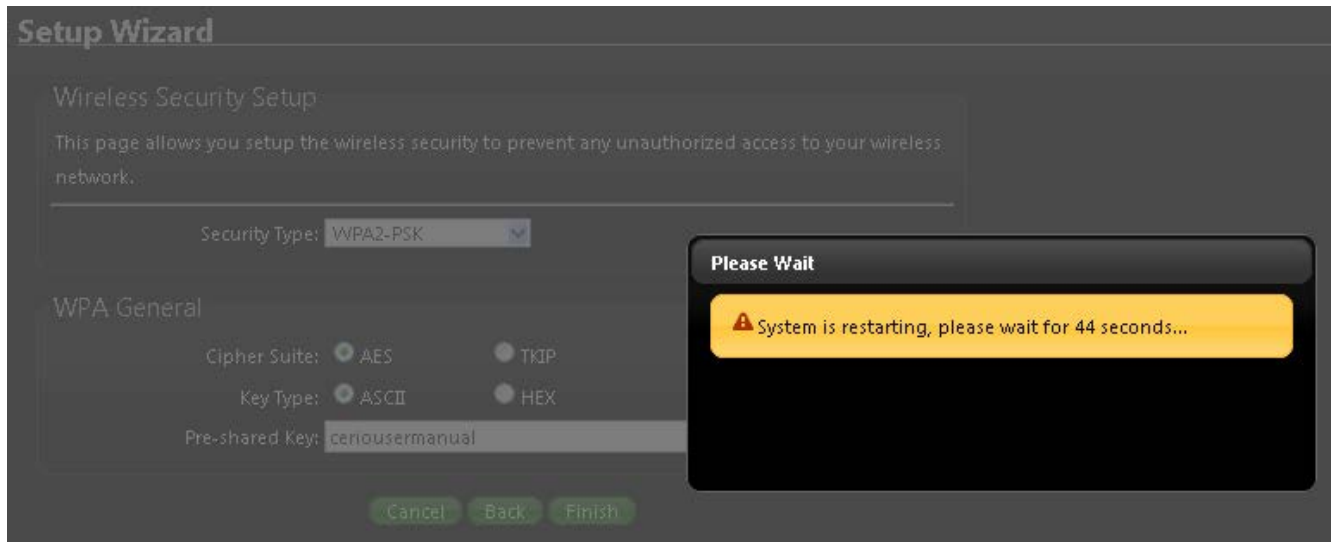 Setup Wizard
Wireless Security Setup
This page allows you setup the wireless security to prevent any unauthorized access to your wireless
network.
Security Type: WPA2-PSK
WPA General
Cipher Suite: AES TKIP
Key Type: ASCII HEX
Pre-shared Key: ceriousermanual
Cancel Back Finish
Please Wait
System is restarting, please wait for 44 seconds...